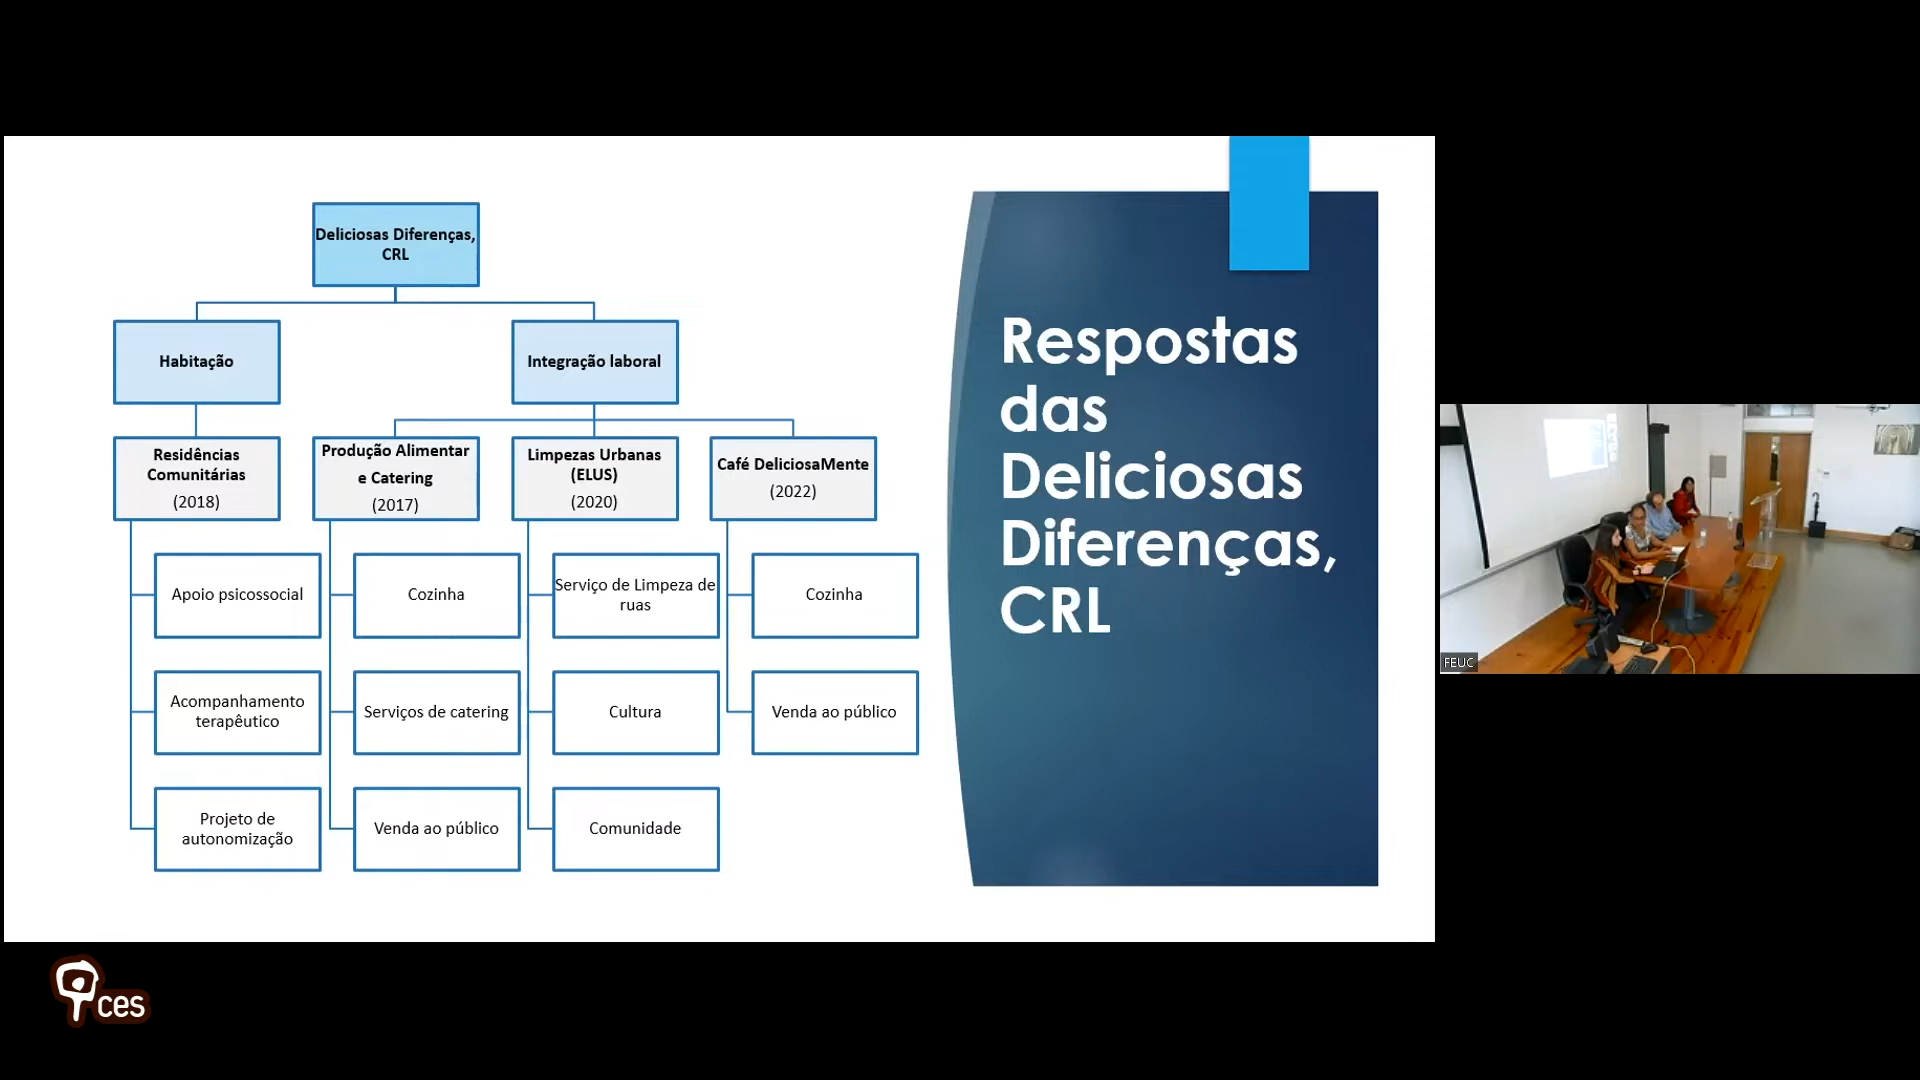 Deliciosas Diferenças,
CRL
Habitação
Integração laboral
Residências
Comunitárias
(2018)
Produção Alimentar
e Catering
(2017)
Limpezas Urbanas
(ELUS)
(2020)
Café DeliciosaMente
(2022)
Apoio psicossocial
Acompanhamento
terapêutico
Projeto de
autonomização
Cozinha
Serviços de catering
Venda ao público
Serviço de Limpeza de
ruas
Cultura
Comunidade
Cozinha
Venda ao público
Respostas
das
Deliciosas
Diferenças,
CRL
FEUC
ces